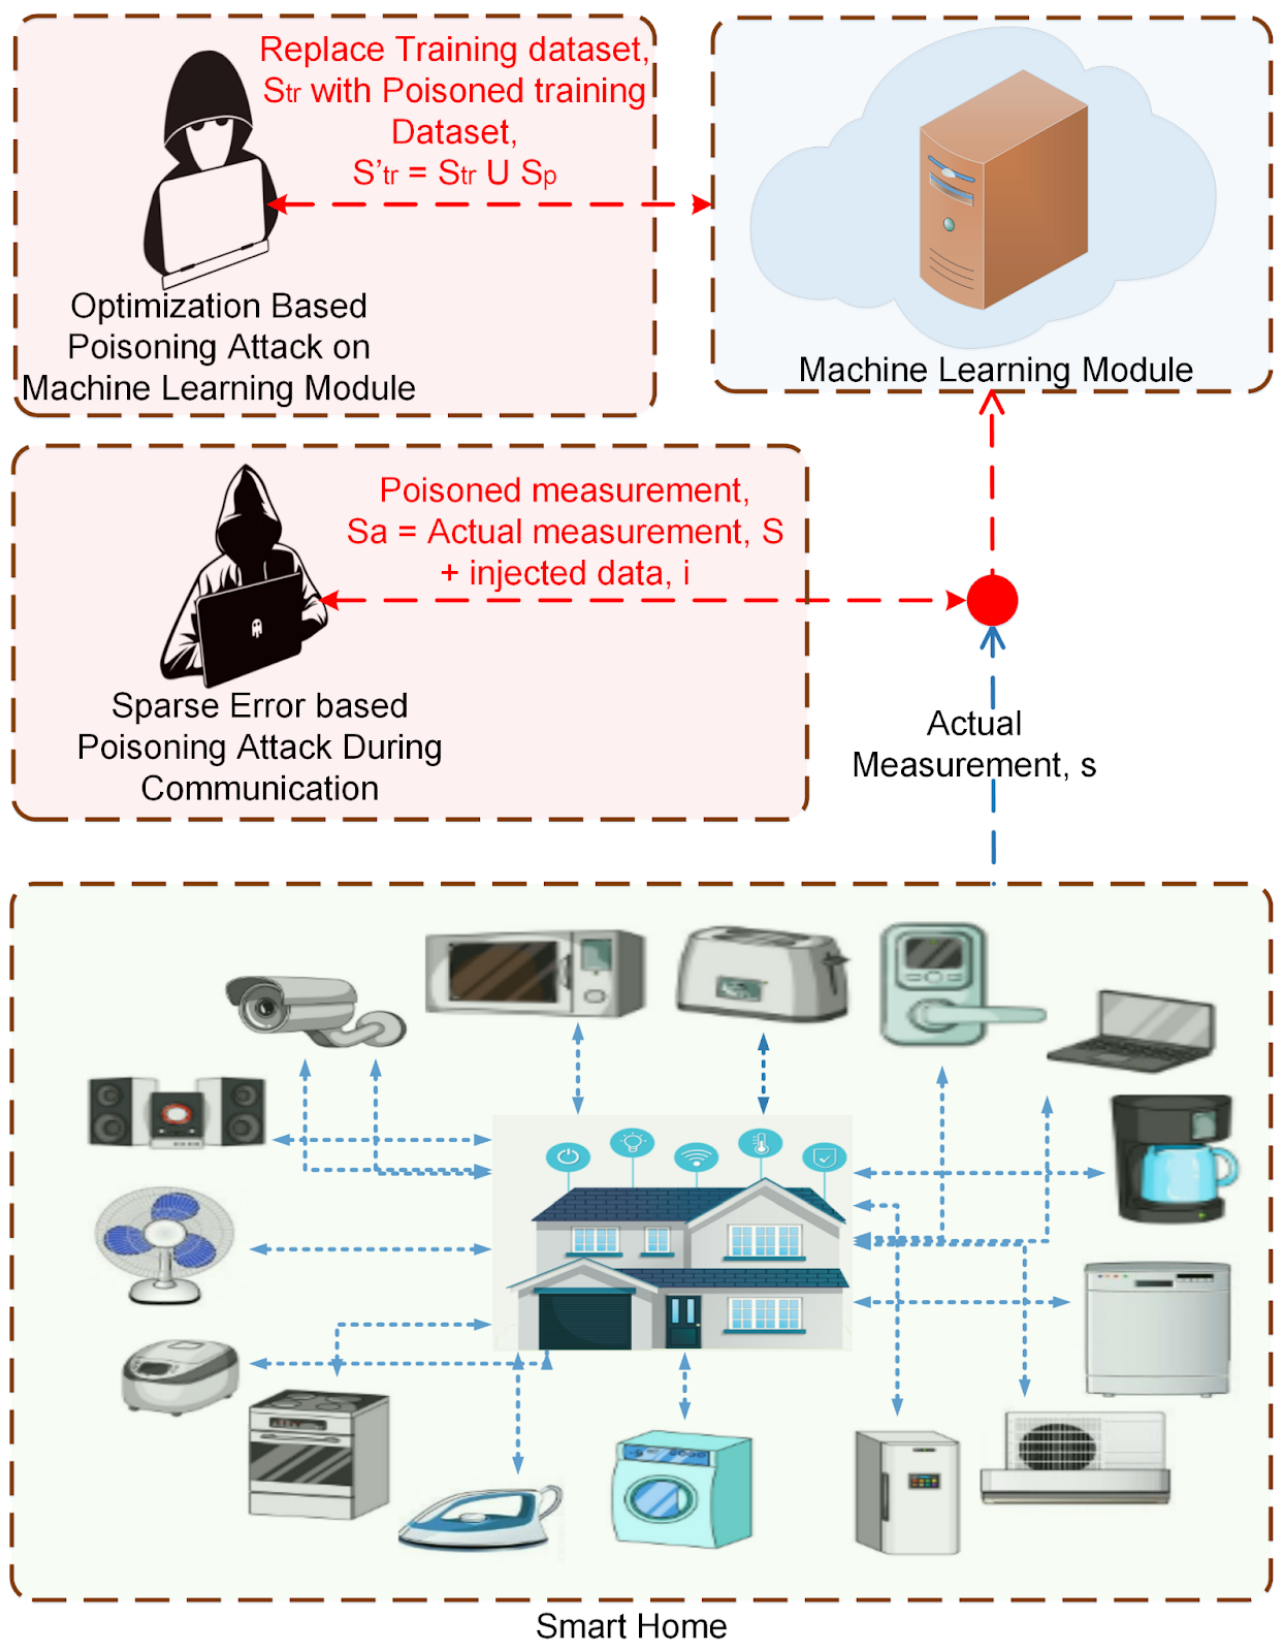 Replace Training dataset,
Str with Poisoned training
Dataset,
S'tr = Str U Sp
Optimization Based
Poisoning Attack on
Machine Learning Module
Machine Learning Module
Poisoned measurement,
Sa = Actual measurement, S
+ injected data, i
Sparse Error based
Poisoning Attack During
Communication
Actual
Measurement, s
Smart Home